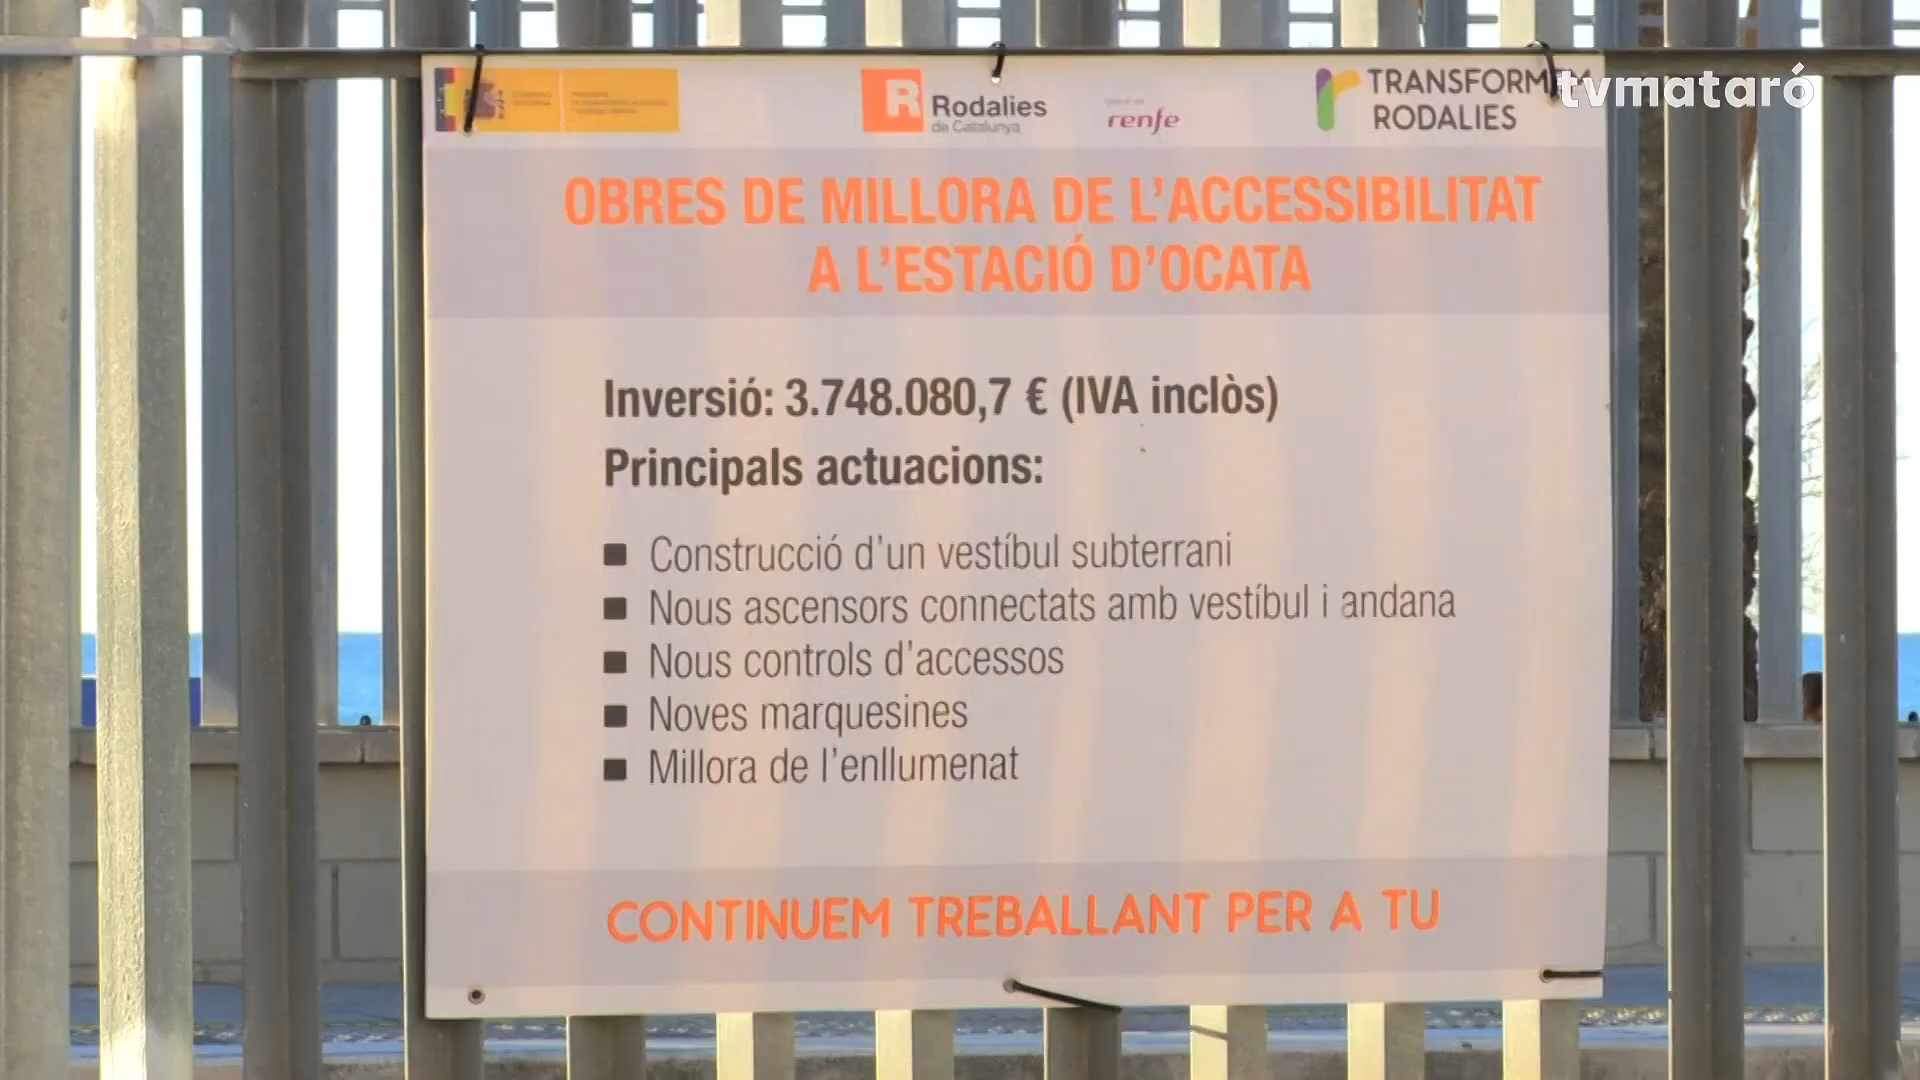 R Rodalies
de Catalunya
renfe
TRANSFORMEM
RODALIES
tvmataró
OBRES DE MILLORA DE L'ACCESSIBILITAT
A L'ESTACIÓ D'OCATA
Inversió: 3.748.080,7 € (IVA inclòs)
Principals actuacions:
■ Construcció d'un vestíbul subterrani
■ Nous ascensors connectats amb vestíbul i andana
■ Nous controls d'accessos
■ Noves marquesines
■ Millora de l'enllumenat
CONTINUEM TREBALLANT PER A TU